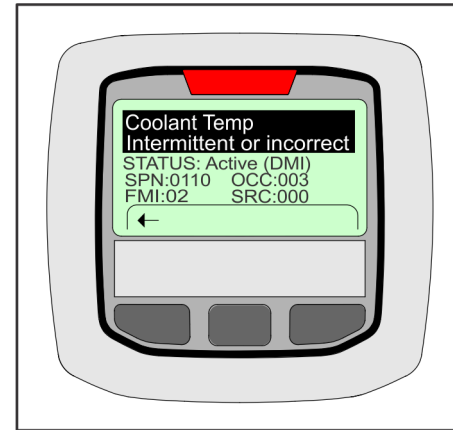 Coolant Temp
Intermittent or incorrect
STATUS: Active (DMI)
SPN:0110 OCC:003
FMI:02 SRC:000